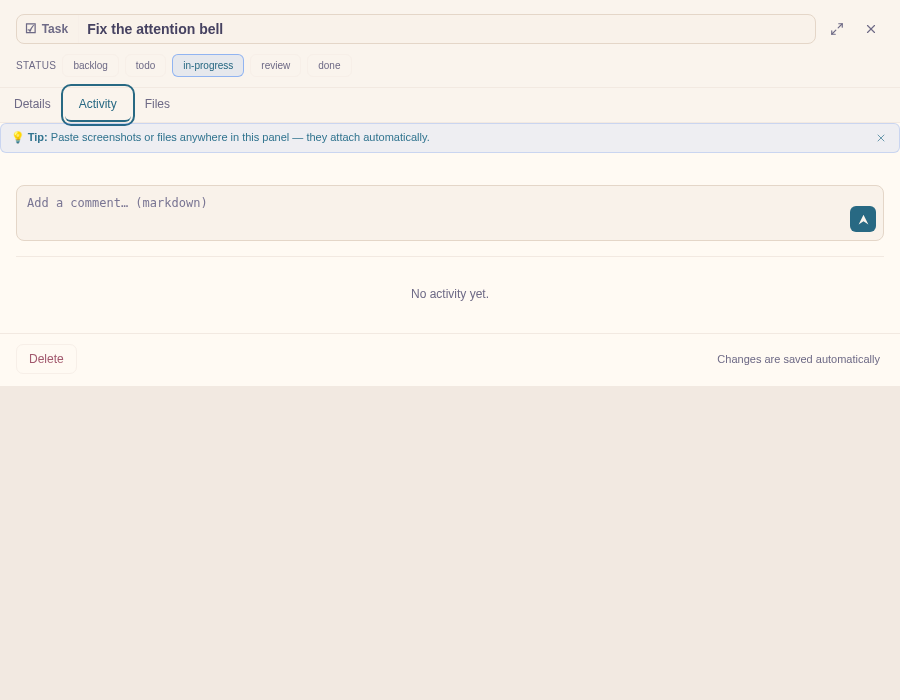 ☑ Task Fix the attention bell
STATUS backlog todo in-progress review done
Details Activity Files
💡 Tip: Paste screenshots or files anywhere in this panel — they attach automatically.
Add a comment… (markdown)
No activity yet.
Delete Changes are saved automatically